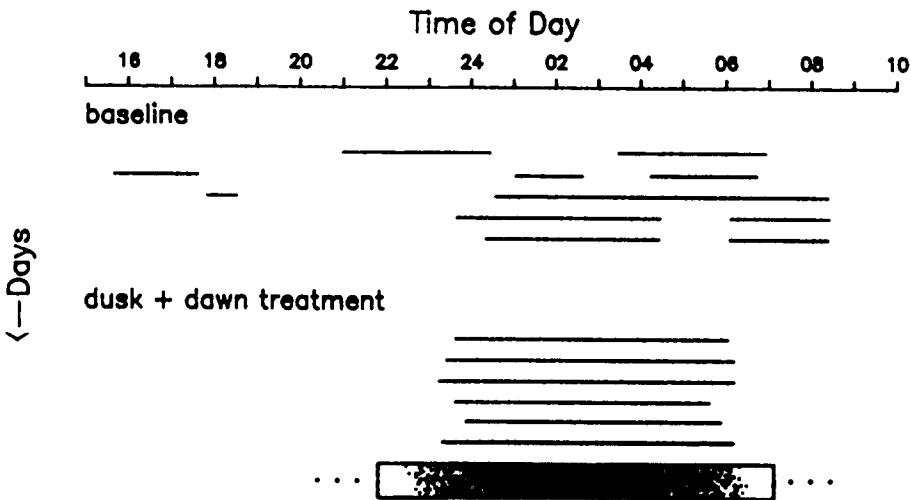 Time of Day
16 18 20 22 24 02 04 06 08 10
baseline
<—Days
dusk + dawn treatment